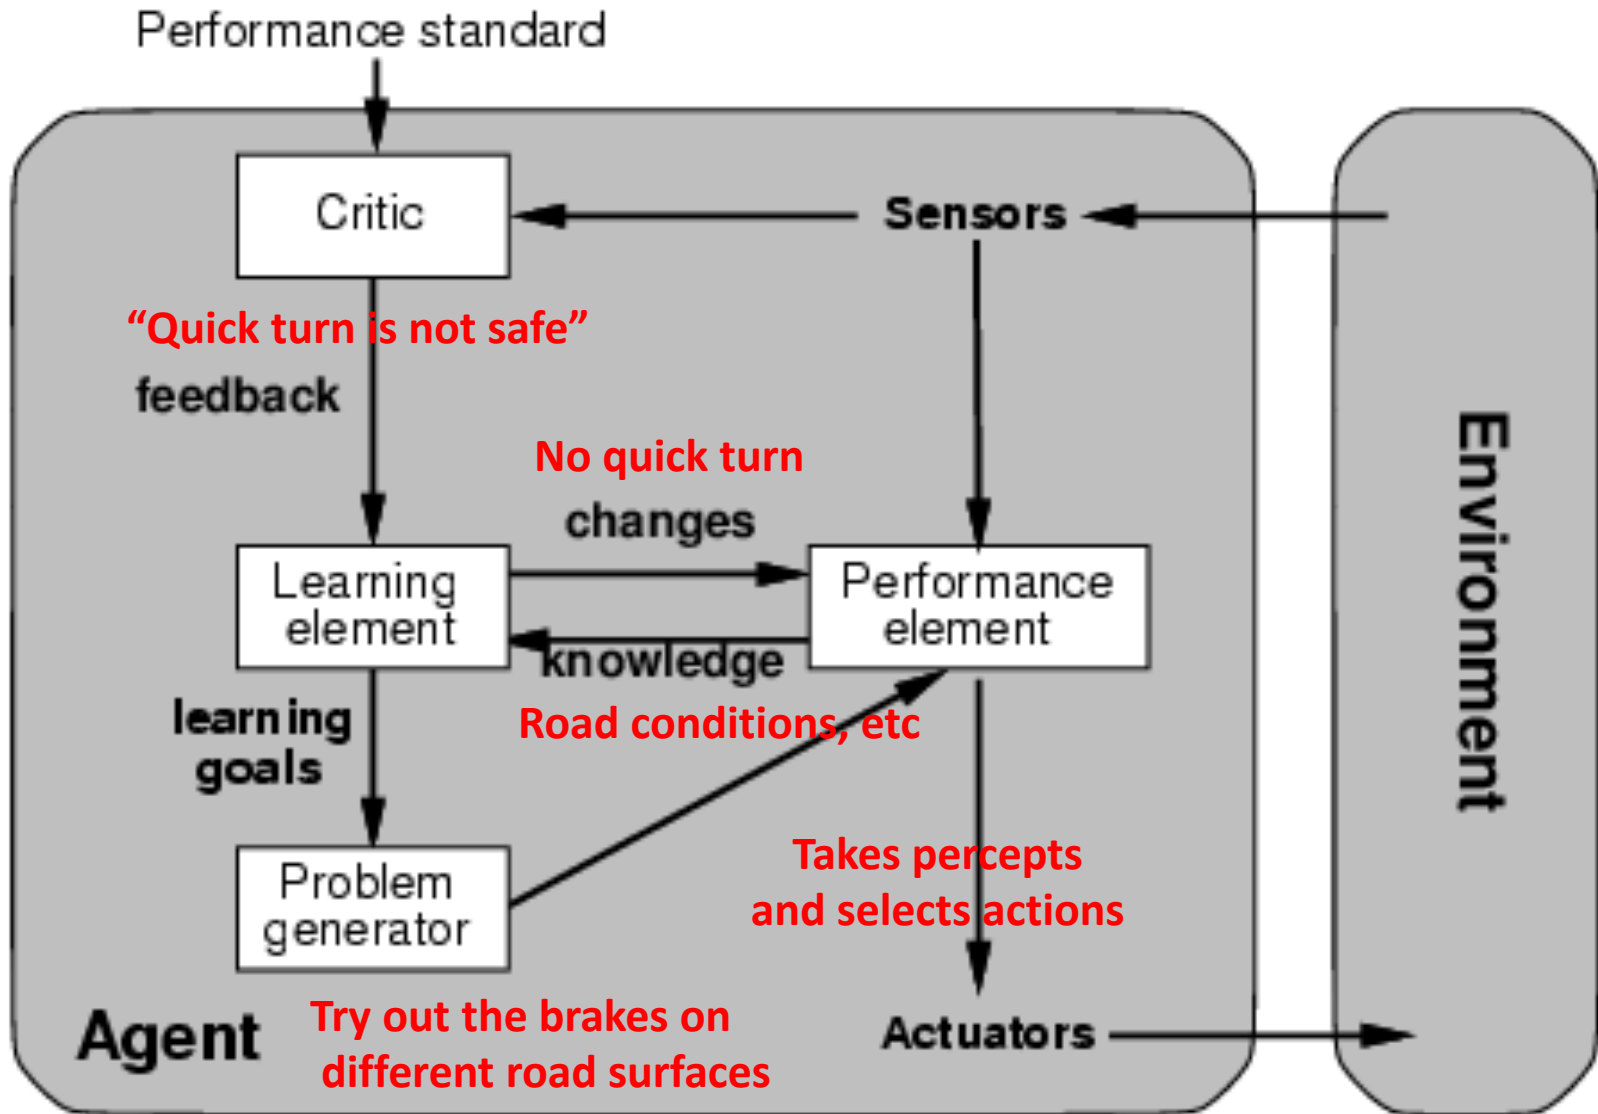 Performance standard
Critic
Sensors
“Quick turn is not safe”
feedback
No quick turn
changes
Learning
element
Performance
element
knowledge
Road conditions, etc
learning
goals
Problem
generator
Takes percepts
and selects actions
Try out the brakes on
different road surfaces
Agent
Actuators
Environment